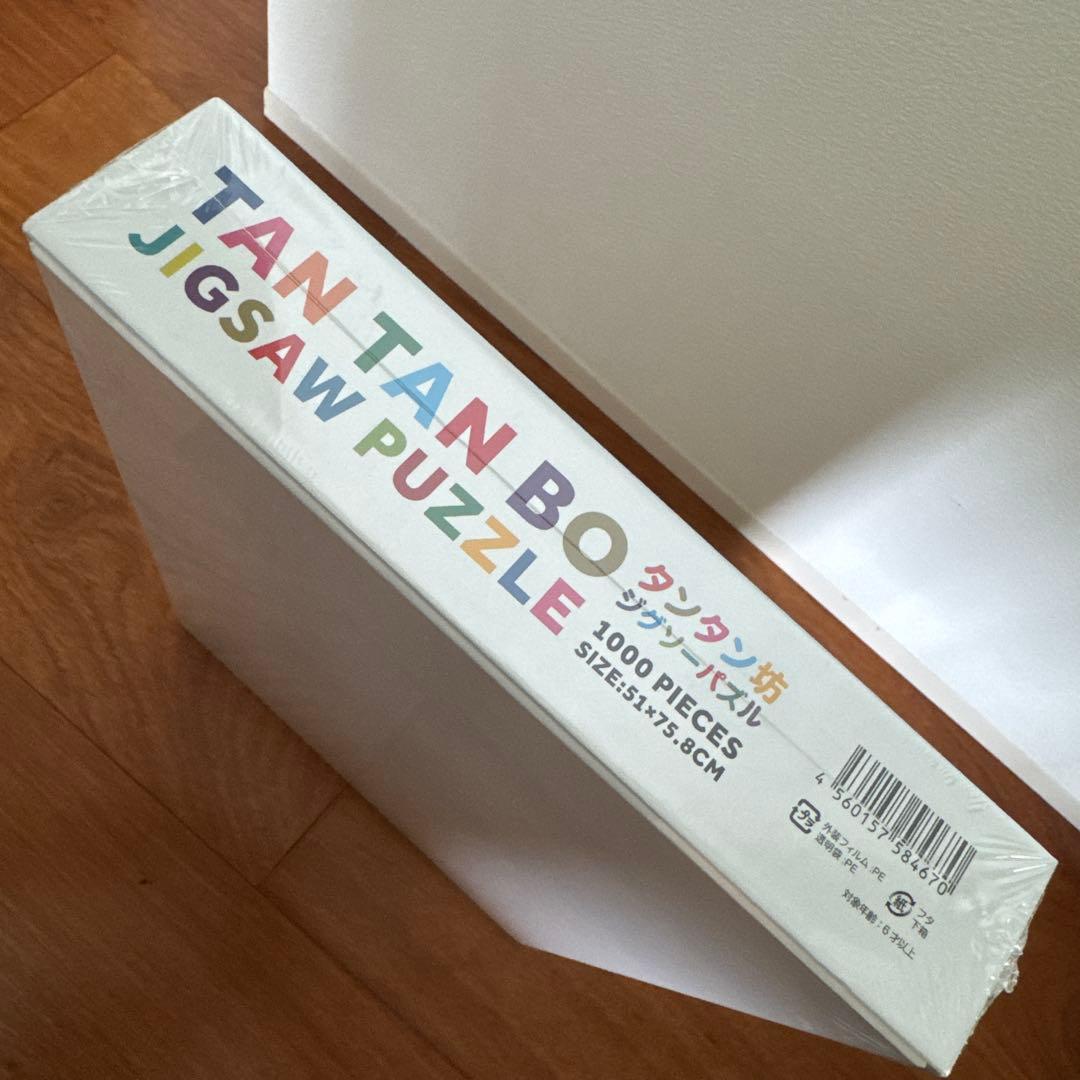 TAN TAN BO
JIGSAW PUZZLE
タンタン坊
ジグソーパズル
1000 PIECES
SIZE:51×75.8CM
4 560157 584670
プラ
外装フィルム:PE
透明袋:PE
紙
フタ
下箱
対象年齢:6才以上